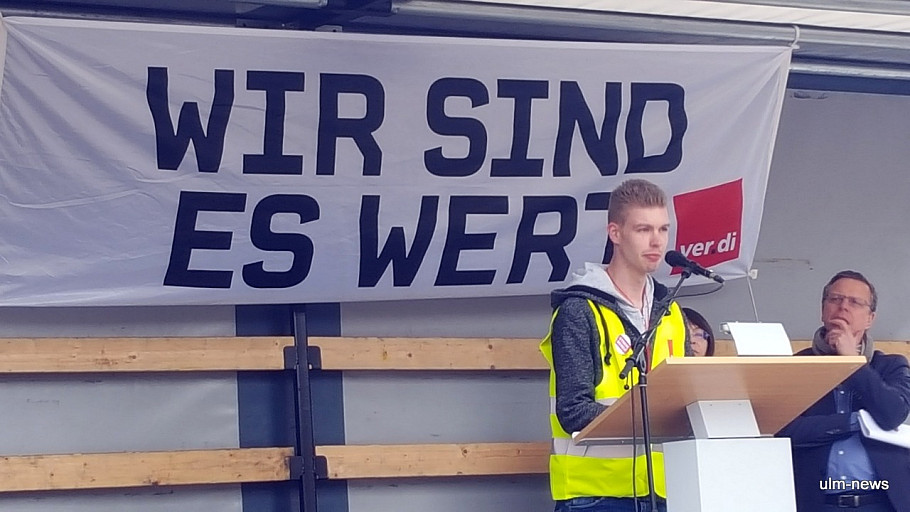 WIR SIND
ES WERT
ver.di
ulm-news